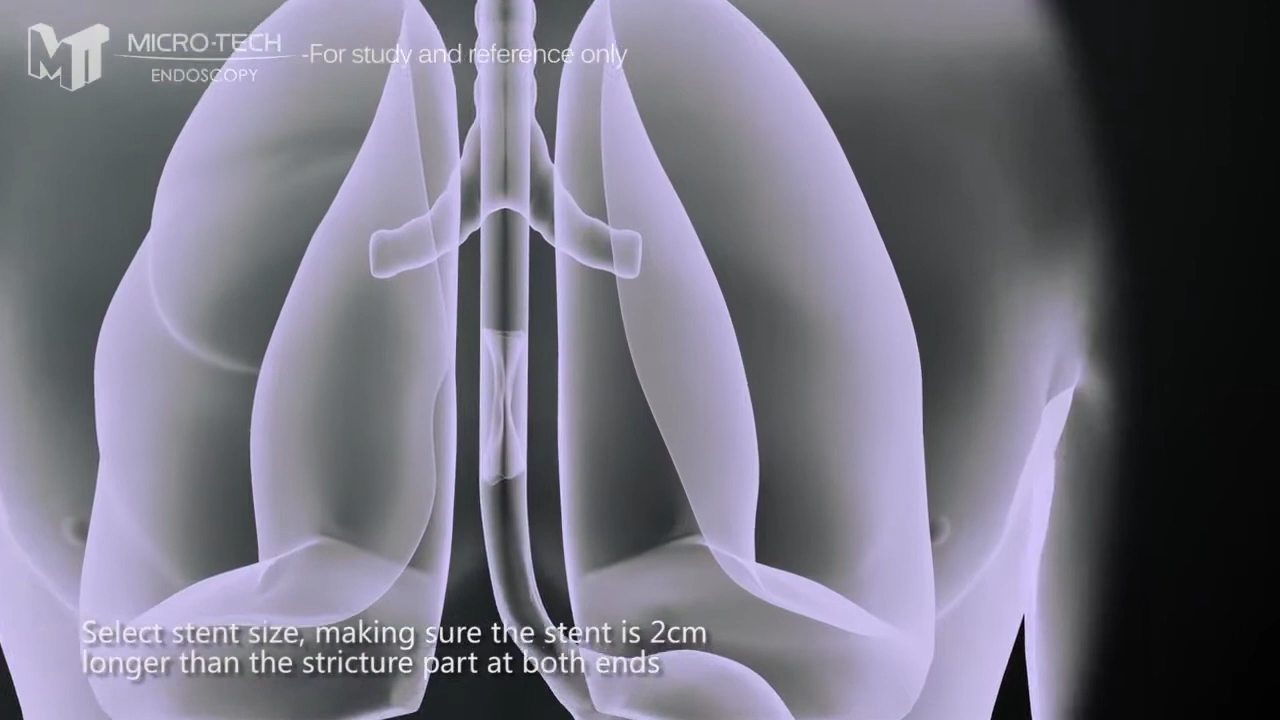 MICRO-TECH
ENDOSCOPY
-For study and reference only
Select stent size, making sure the stent is 2cm
longer than the stricture part at both ends